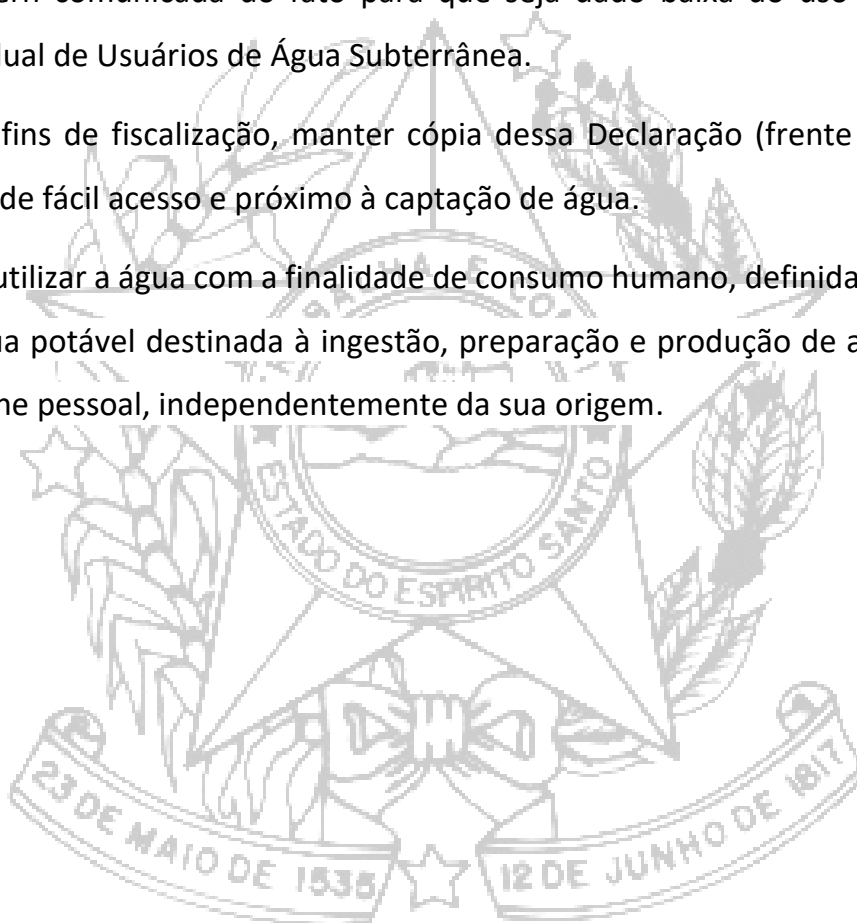 comunicada do fato para que seja dado baixa do uso
dual de Usuários de Água Subterrânea.
fins de fiscalização, manter cópia dessa Declaração (frente
de fácil acesso e próximo à captação de água.
utilizar a água com a finalidade de consumo humano, definida
potável destinada à ingestão, preparação e produção de a
ne pessoal, independentemente da sua origem.
ESTADO DO ESPIRITO SANTO
23 DE MAIO DE 1535
12 DE JUNHO DE 1817